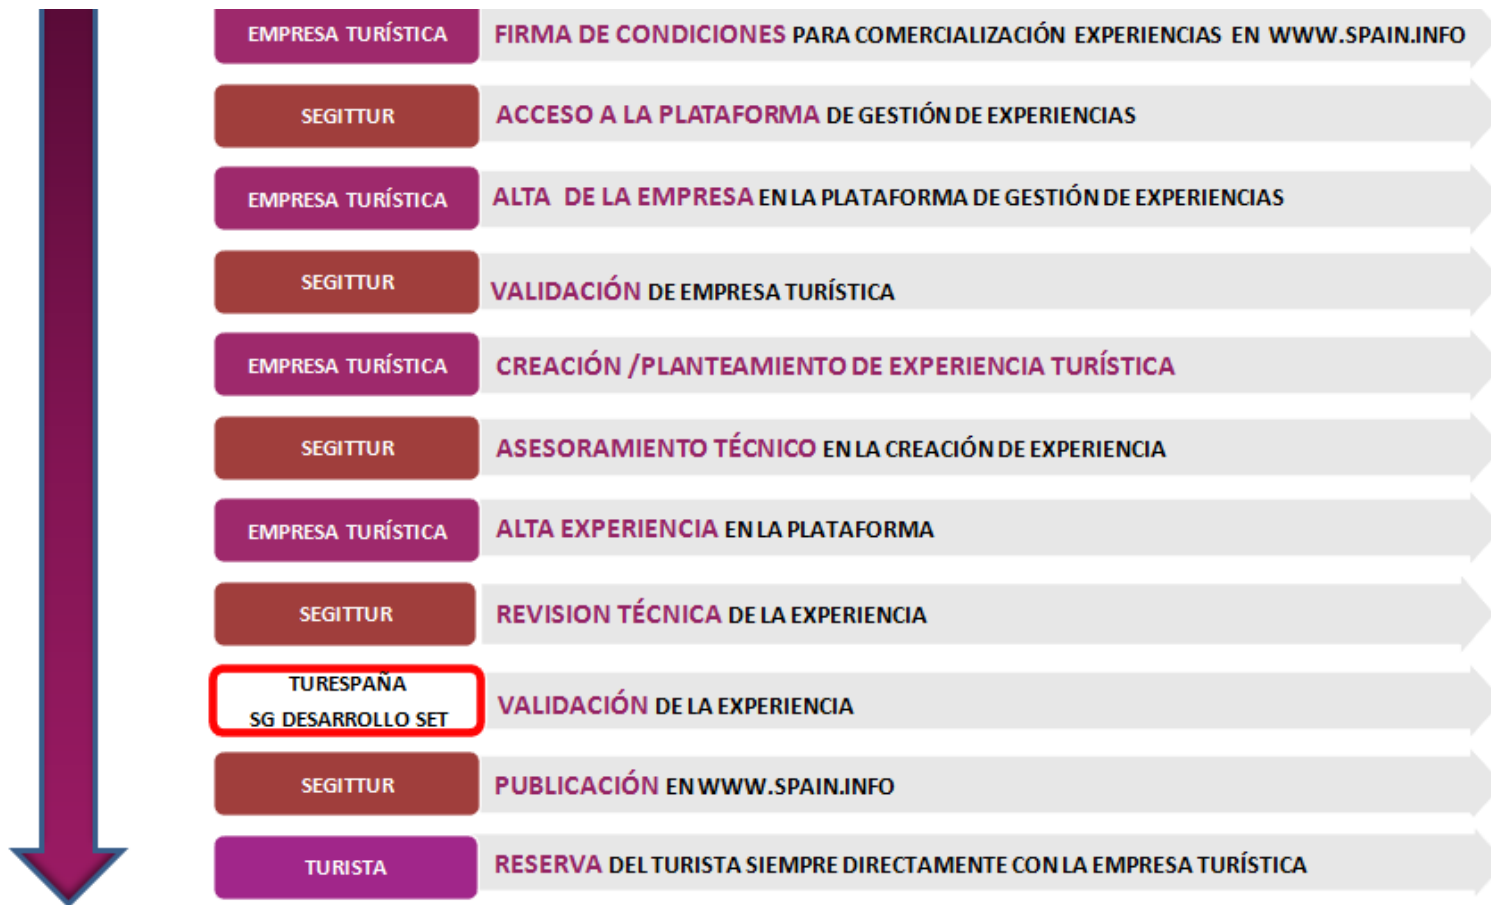 EMPRESA TURÍSTICA FIRMA DE CONDICIONES PARA COMERCIALIZACIÓN EXPERIENCIAS EN WWW.SPAIN.INFO
SEGITTUR ACCESO A LA PLATAFORMA DE GESTIÓN DE EXPERIENCIAS
EMPRESA TURÍSTICA ALTA DE LA EMPRESA EN LA PLATAFORMA DE GESTIÓN DE EXPERIENCIAS
SEGITTUR VALIDACIÓN DE EMPRESA TURÍSTICA
EMPRESA TURÍSTICA CREACIÓN /PLANTEAMIENTO DE EXPERIENCIA TURÍSTICA
SEGITTUR ASESORAMIENTO TÉCNICO EN LA CREACIÓN DE EXPERIENCIA
EMPRESA TURÍSTICA ALTA EXPERIENCIA EN LA PLATAFORMA
SEGITTUR REVISION TÉCNICA DE LA EXPERIENCIA
TURESPAÑA
SG DESARROLLO SET
VALIDACIÓN DE LA EXPERIENCIA
SEGITTUR PUBLICACIÓN EN WWW.SPAIN.INFO
TURISTA RESERVA DEL TURISTA SIEMPRE DIRECTAMENTE CON LA EMPRESA TURÍSTICA